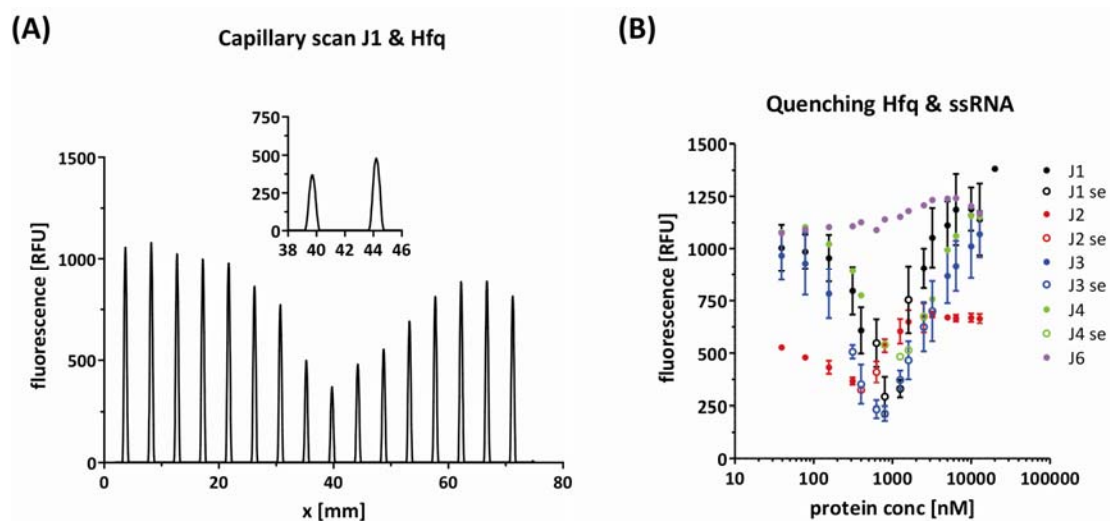 (A)
Capillary scan J1 & Hfq
fluorescence [RFU]
1500
1000
500
0
0 20 40 60 80
x [mm]
750
500
250
0
38 40 42 44 46
(B)
Quenching Hfq & ssRNA
fluorescence [RFU]
1500
1250
1000
750
500
250
0
10 100 1000 10000 100000
protein conc [nM]
J1
J1 se
J2
J2 se
J3
J3 se
J4
J4 se
J6